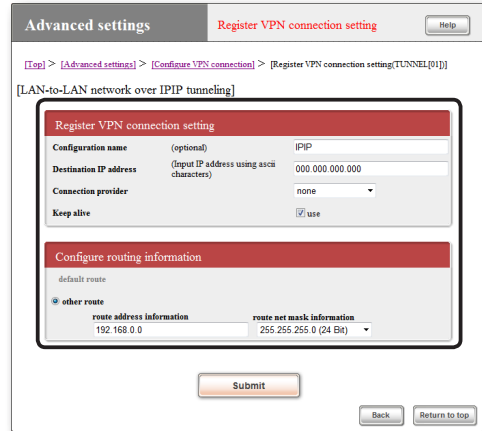 Advanced settings
Register VPN connection setting
Help
[Top] > [Advanced settings] > [Configure VPN connection] > [Register VPN connection setting(TUNNEL[01])]
[LAN-to-LAN network over IPIP tunneling]
Register VPN connection setting
Configuration name (optional) IPIP
Destination IP address (Input IP address using ascii characters) 000.000.000.000
Connection provider none
Keep alive use
Configure routing information
default route
other route
route address information route net mask information
192.168.0.0 255.255.255.0 (24 Bit)
Submit
Back Return to top